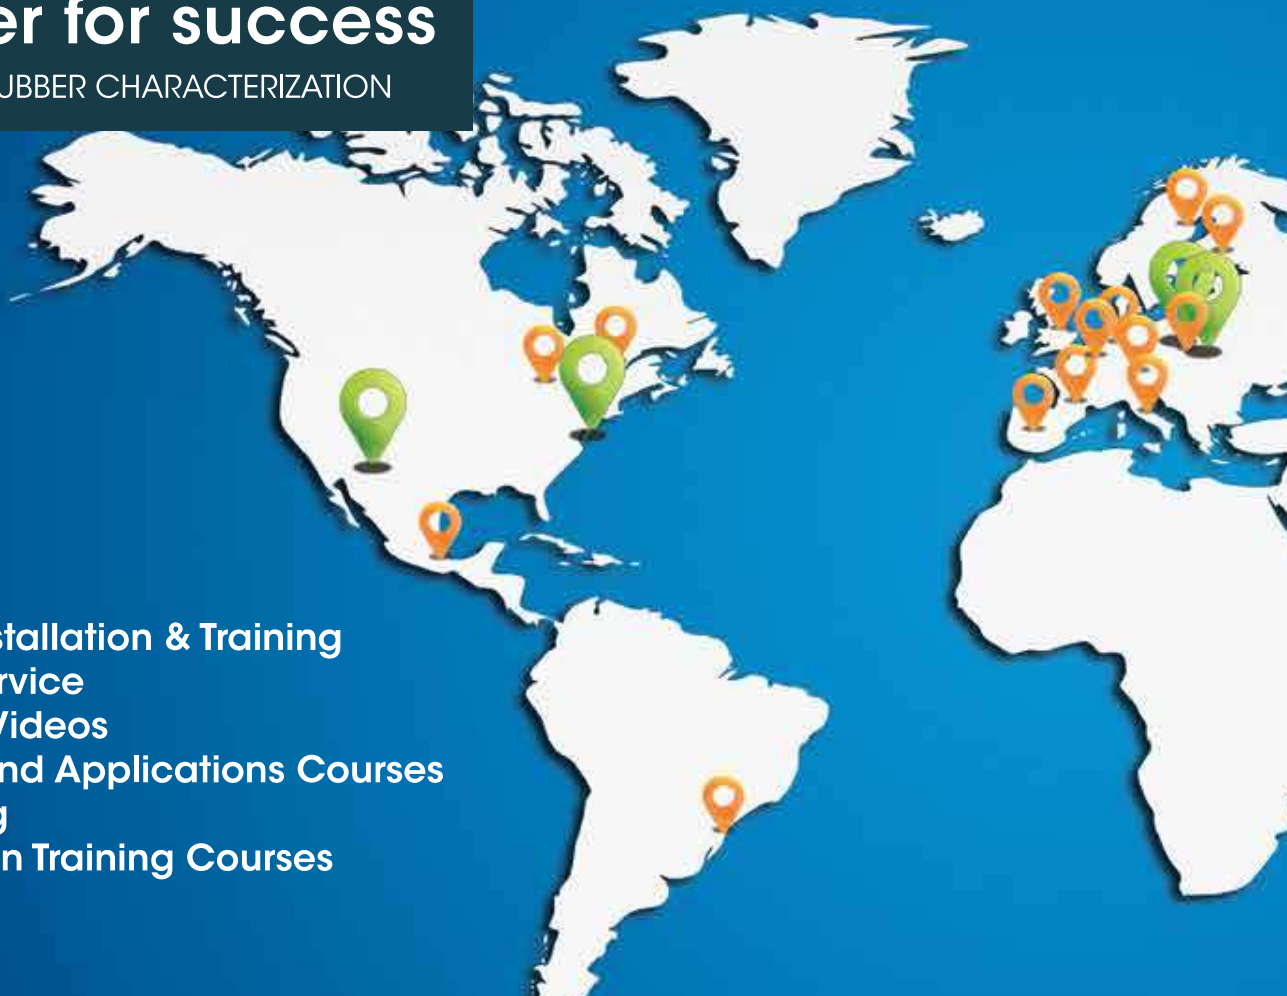 er for success
UBBER CHARACTERIZATION
stallation & Training
rvice
Videos
nd Applications Courses
g
n Training Courses